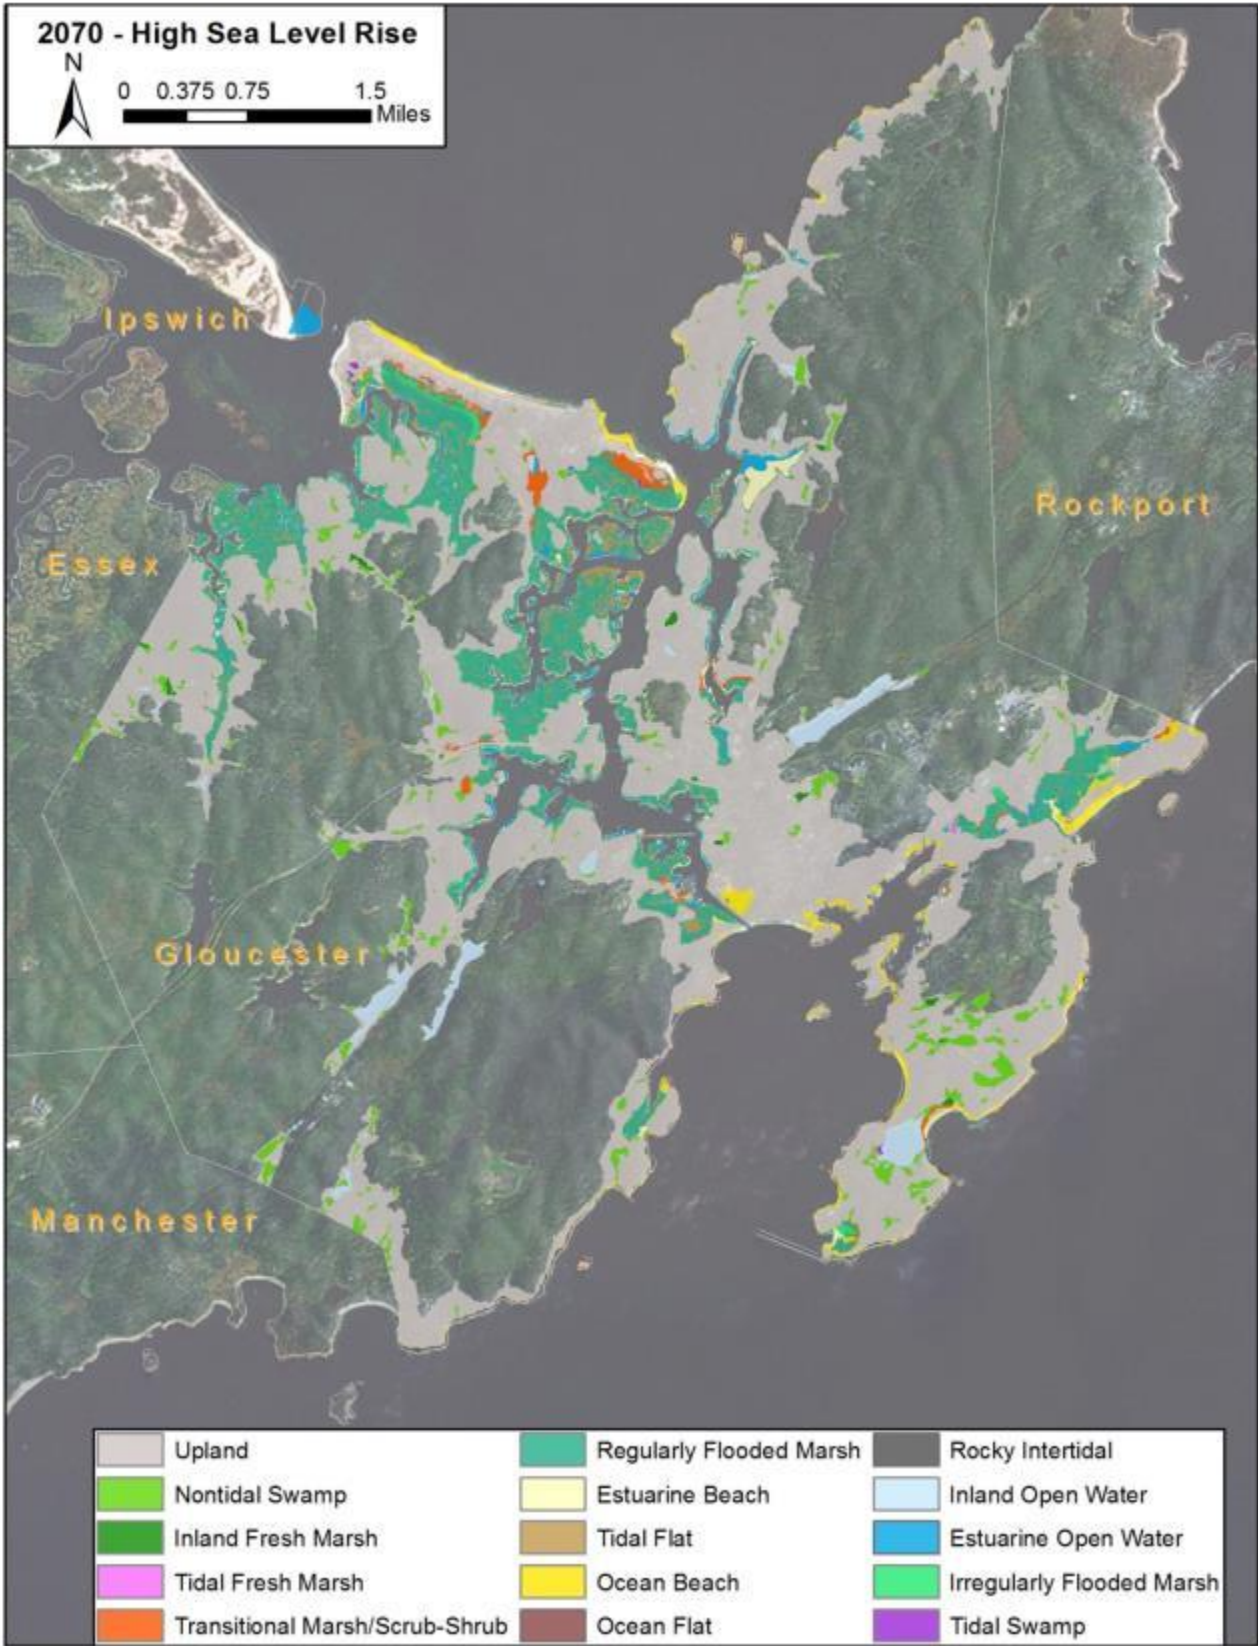 2070 - High Sea Level Rise
N
0 0.375 0.75 1.5
Miles
Ipswich
Rockport
Essex
Gloucester
Manchester
Upland
Nontidal Swamp
Inland Fresh Marsh
Tidal Fresh Marsh
Transitional Marsh/Scrub-Shrub
Regularly Flooded Marsh
Estuarine Beach
Tidal Flat
Ocean Beach
Ocean Flat
Rocky Intertidal
Inland Open Water
Estuarine Open Water
Irregularly Flooded Marsh
Tidal Swamp